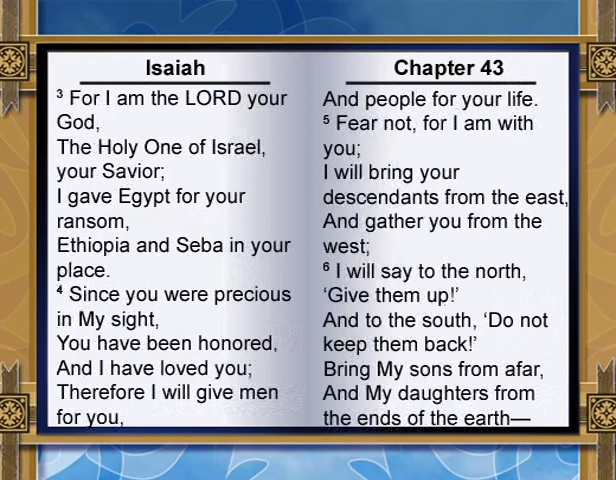 Isaiah
³ For I am the LORD your
God,
The Holy One of Israel,
your Savior;
I gave Egypt for your
ransom,
Ethiopia and Seba in your
place.
⁴ Since you were precious
in My sight,
You have been honored,
And I have loved you;
Therefore I will give men
for you,
Chapter 43
And people for your life.
⁵ Fear not, for I am with
you;
I will bring your
descendants from the east,
And gather you from the
west;
⁶ I will say to the north,
‘Give them up!’
And to the south, ‘Do not
keep them back!’
Bring My sons from afar,
And My daughters from
the ends of the earth—